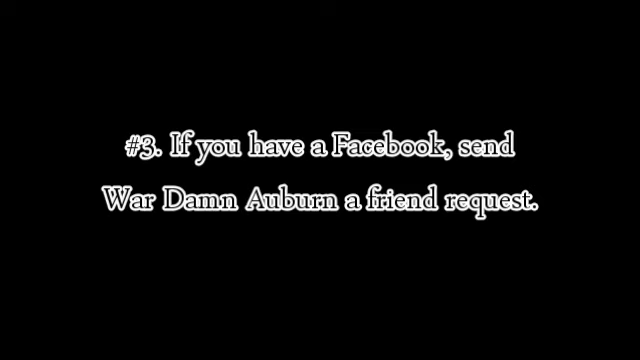 #3. If you have a Facebook, send
War Damn Auburn a friend request.